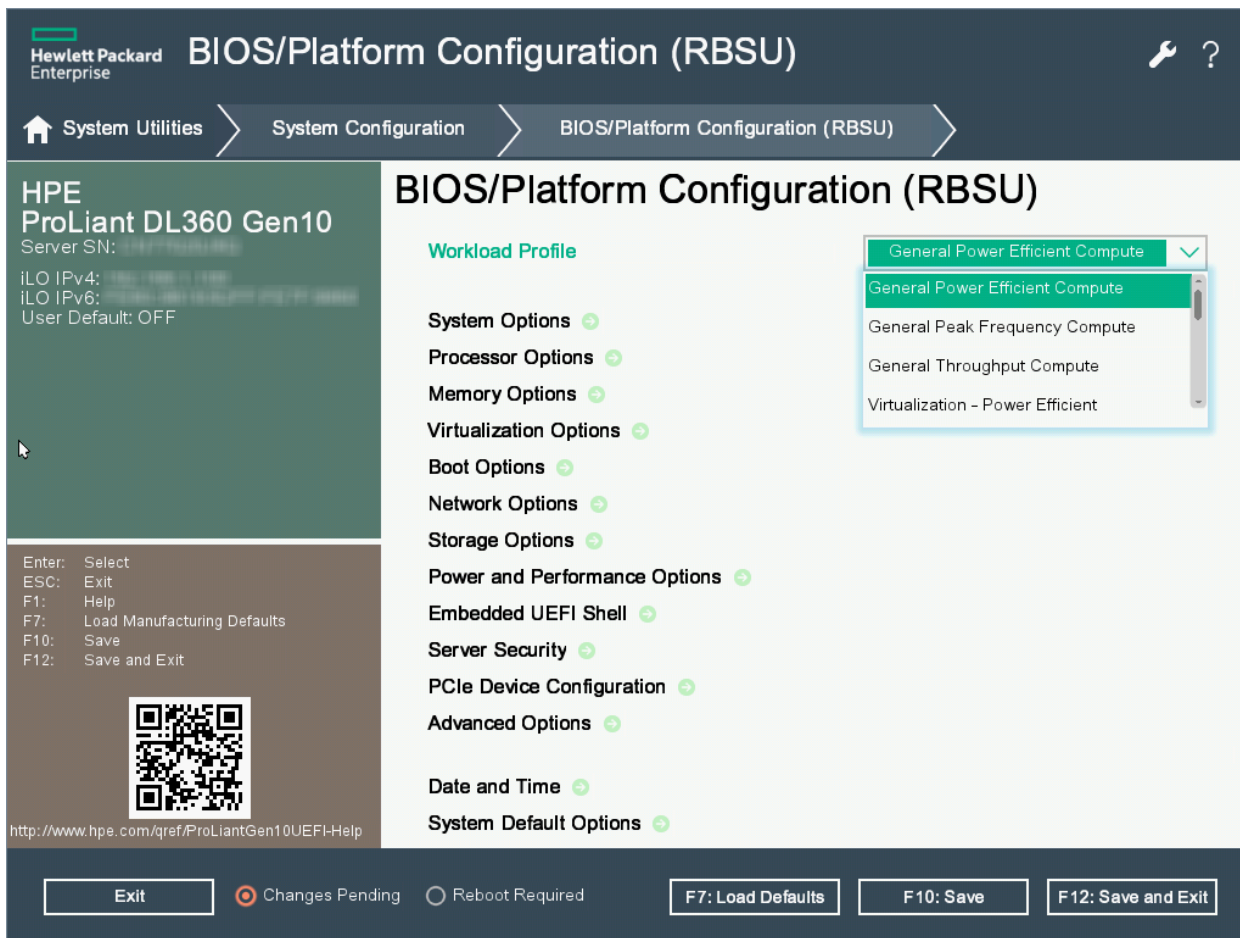 Hewlett Packard
Enterprise
BIOS/Platform Configuration (RBSU)
?
System Utilities
System Configuration
BIOS/Platform Configuration (RBSU)
HPE
ProLiant DL360 Gen10
Server SN:
iLO IPv4:
iLO IPv6:
User Default: OFF
Enter: Select
ESC: Exit
F1: Help
F7: Load Manufacturing Defaults
F10: Save
F12: Save and Exit
http://www.hpe.com/qref/ProLiantGen10UEFI-Help
BIOS/Platform Configuration (RBSU)
Workload Profile
General Power Efficient Compute
General Power Efficient Compute
General Peak Frequency Compute
General Throughput Compute
Virtualization - Power Efficient
System Options
Processor Options
Memory Options
Virtualization Options
Boot Options
Network Options
Storage Options
Power and Performance Options
Embedded UEFI Shell
Server Security
PCIe Device Configuration
Advanced Options
Date and Time
System Default Options
Exit
Changes Pending
Reboot Required
F7: Load Defaults
F10: Save
F12: Save and Exit